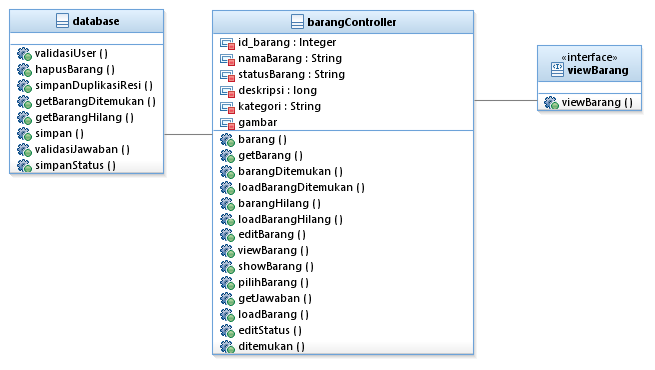 database
validasiUser ( )
hapusBarang ( )
simpanDuplikasiResi ( )
getBarangDitemukan ( )
getBarangHilang ( )
simpan ( )
validasiJawaban ( )
simpanStatus ( )
barangController
id_barang : Integer
namaBarang : String
statusBarang : String
deskripsi : long
kategori : String
gambar
barang ( )
getBarang ( )
barangDitemukan ( )
loadBarangDitemukan ( )
barangHilang ( )
loadBarangHilang ( )
editBarang ( )
viewBarang ( )
showBarang ( )
pilihBarang ( )
getJawaban ( )
loadBarang ( )
editStatus ( )
ditemukan ( )
«interface»
viewBarang
viewBarang ( )